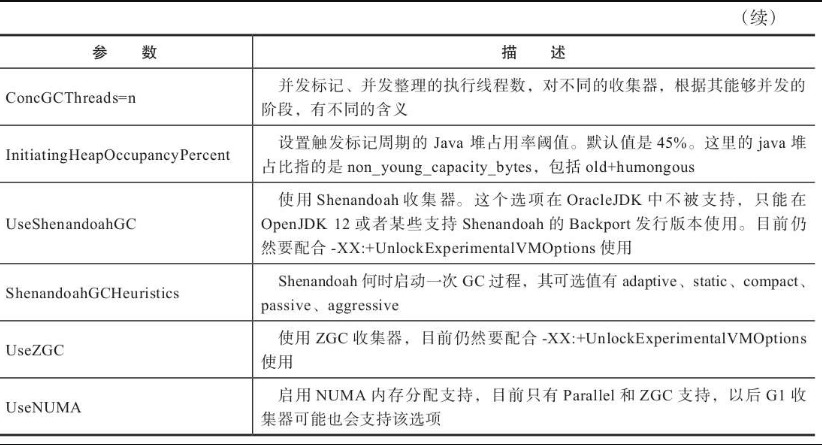 （续）
参 数 描 述
ConcGCThreads=n
并发标记、并发整理的执行线程数，对不同的收集器，根据其能够并发的
阶段，有不同的含义
InitiatingHeapOccupancyPercent
设置触发标记周期的 Java 堆占用率阈值。默认值是 45%。这里的 java 堆
占比指的是 non_young_capacity_bytes，包括 old+humongous
UseShenandoahGC
使用 Shenandoah 收集器。这个选项在 OracleJDK 中不被支持，只能在
OpenJDK 12 或者某些支持 Shenandoah 的 Backport 发行版本使用。目前仍
然要配合 -XX:+UnlockExperimentalVMOptions 使用
ShenandoahGCHeuristics
Shenandoah 何时启动一次 GC 过程，其可选值有 adaptive、static、compact、
passive、aggressive
UseZGC
使用 ZGC 收集器，目前仍然要配合 -XX:+UnlockExperimentalVMOptions
使用
UseNUMA
启用 NUMA 内存分配支持，目前只有 Parallel 和 ZGC 支持，以后 G1 收
集器可能也会支持该选项